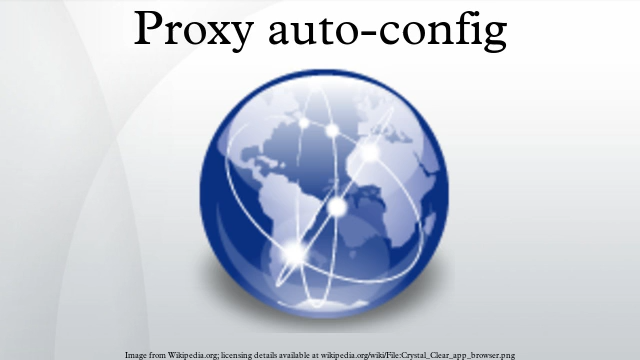 Proxy auto-config
Image from Wikipedia.org; licensing details available at wikipedia.org/wiki/File:Crystal_Clear_app_browser.png